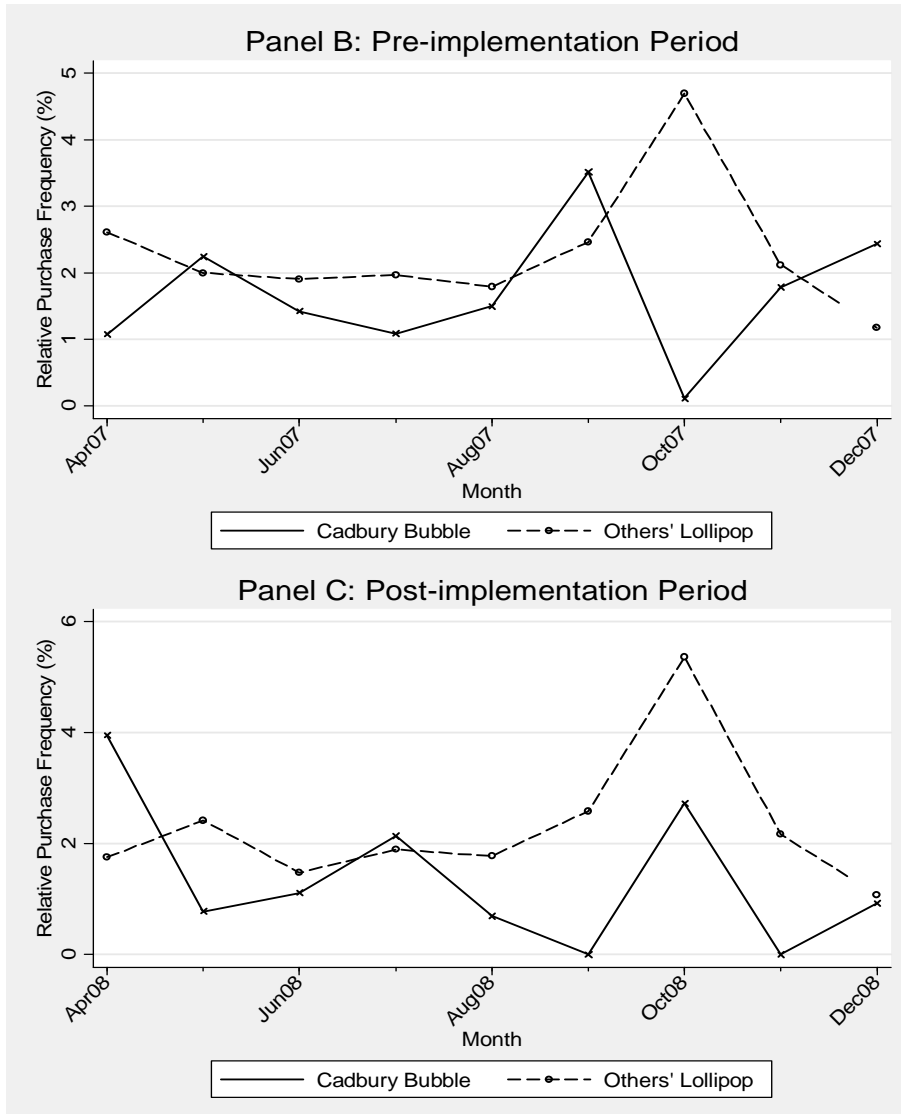 Panel B: Pre-implementation Period
Relative Purchase Frequency (%)
5
4
3
2
1
0
Apr07
Jun07
Aug07
Oct07
Dec07
Month
Cadbury Bubble
Others' Lollipop
Panel C: Post-implementation Period
Relative Purchase Frequency (%)
6
4
2
0
Apr08
Jun08
Aug08
Oct08
Dec08
Month
Cadbury Bubble
Others' Lollipop